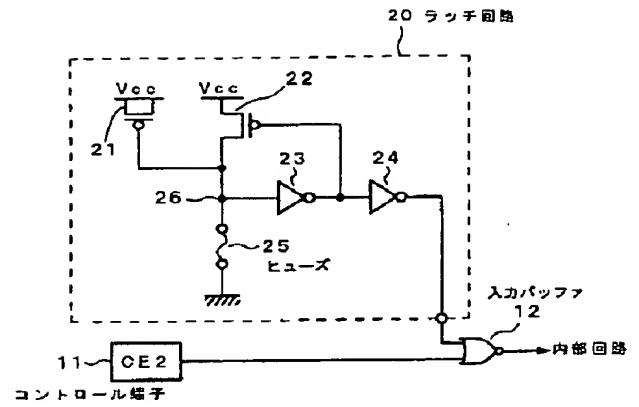 20 ラッチ回路
Vcc
Vcc
22
21
23
24
26
25
ヒューズ
入力バッファ
12
11
CE2
内部回路
コントロール端子